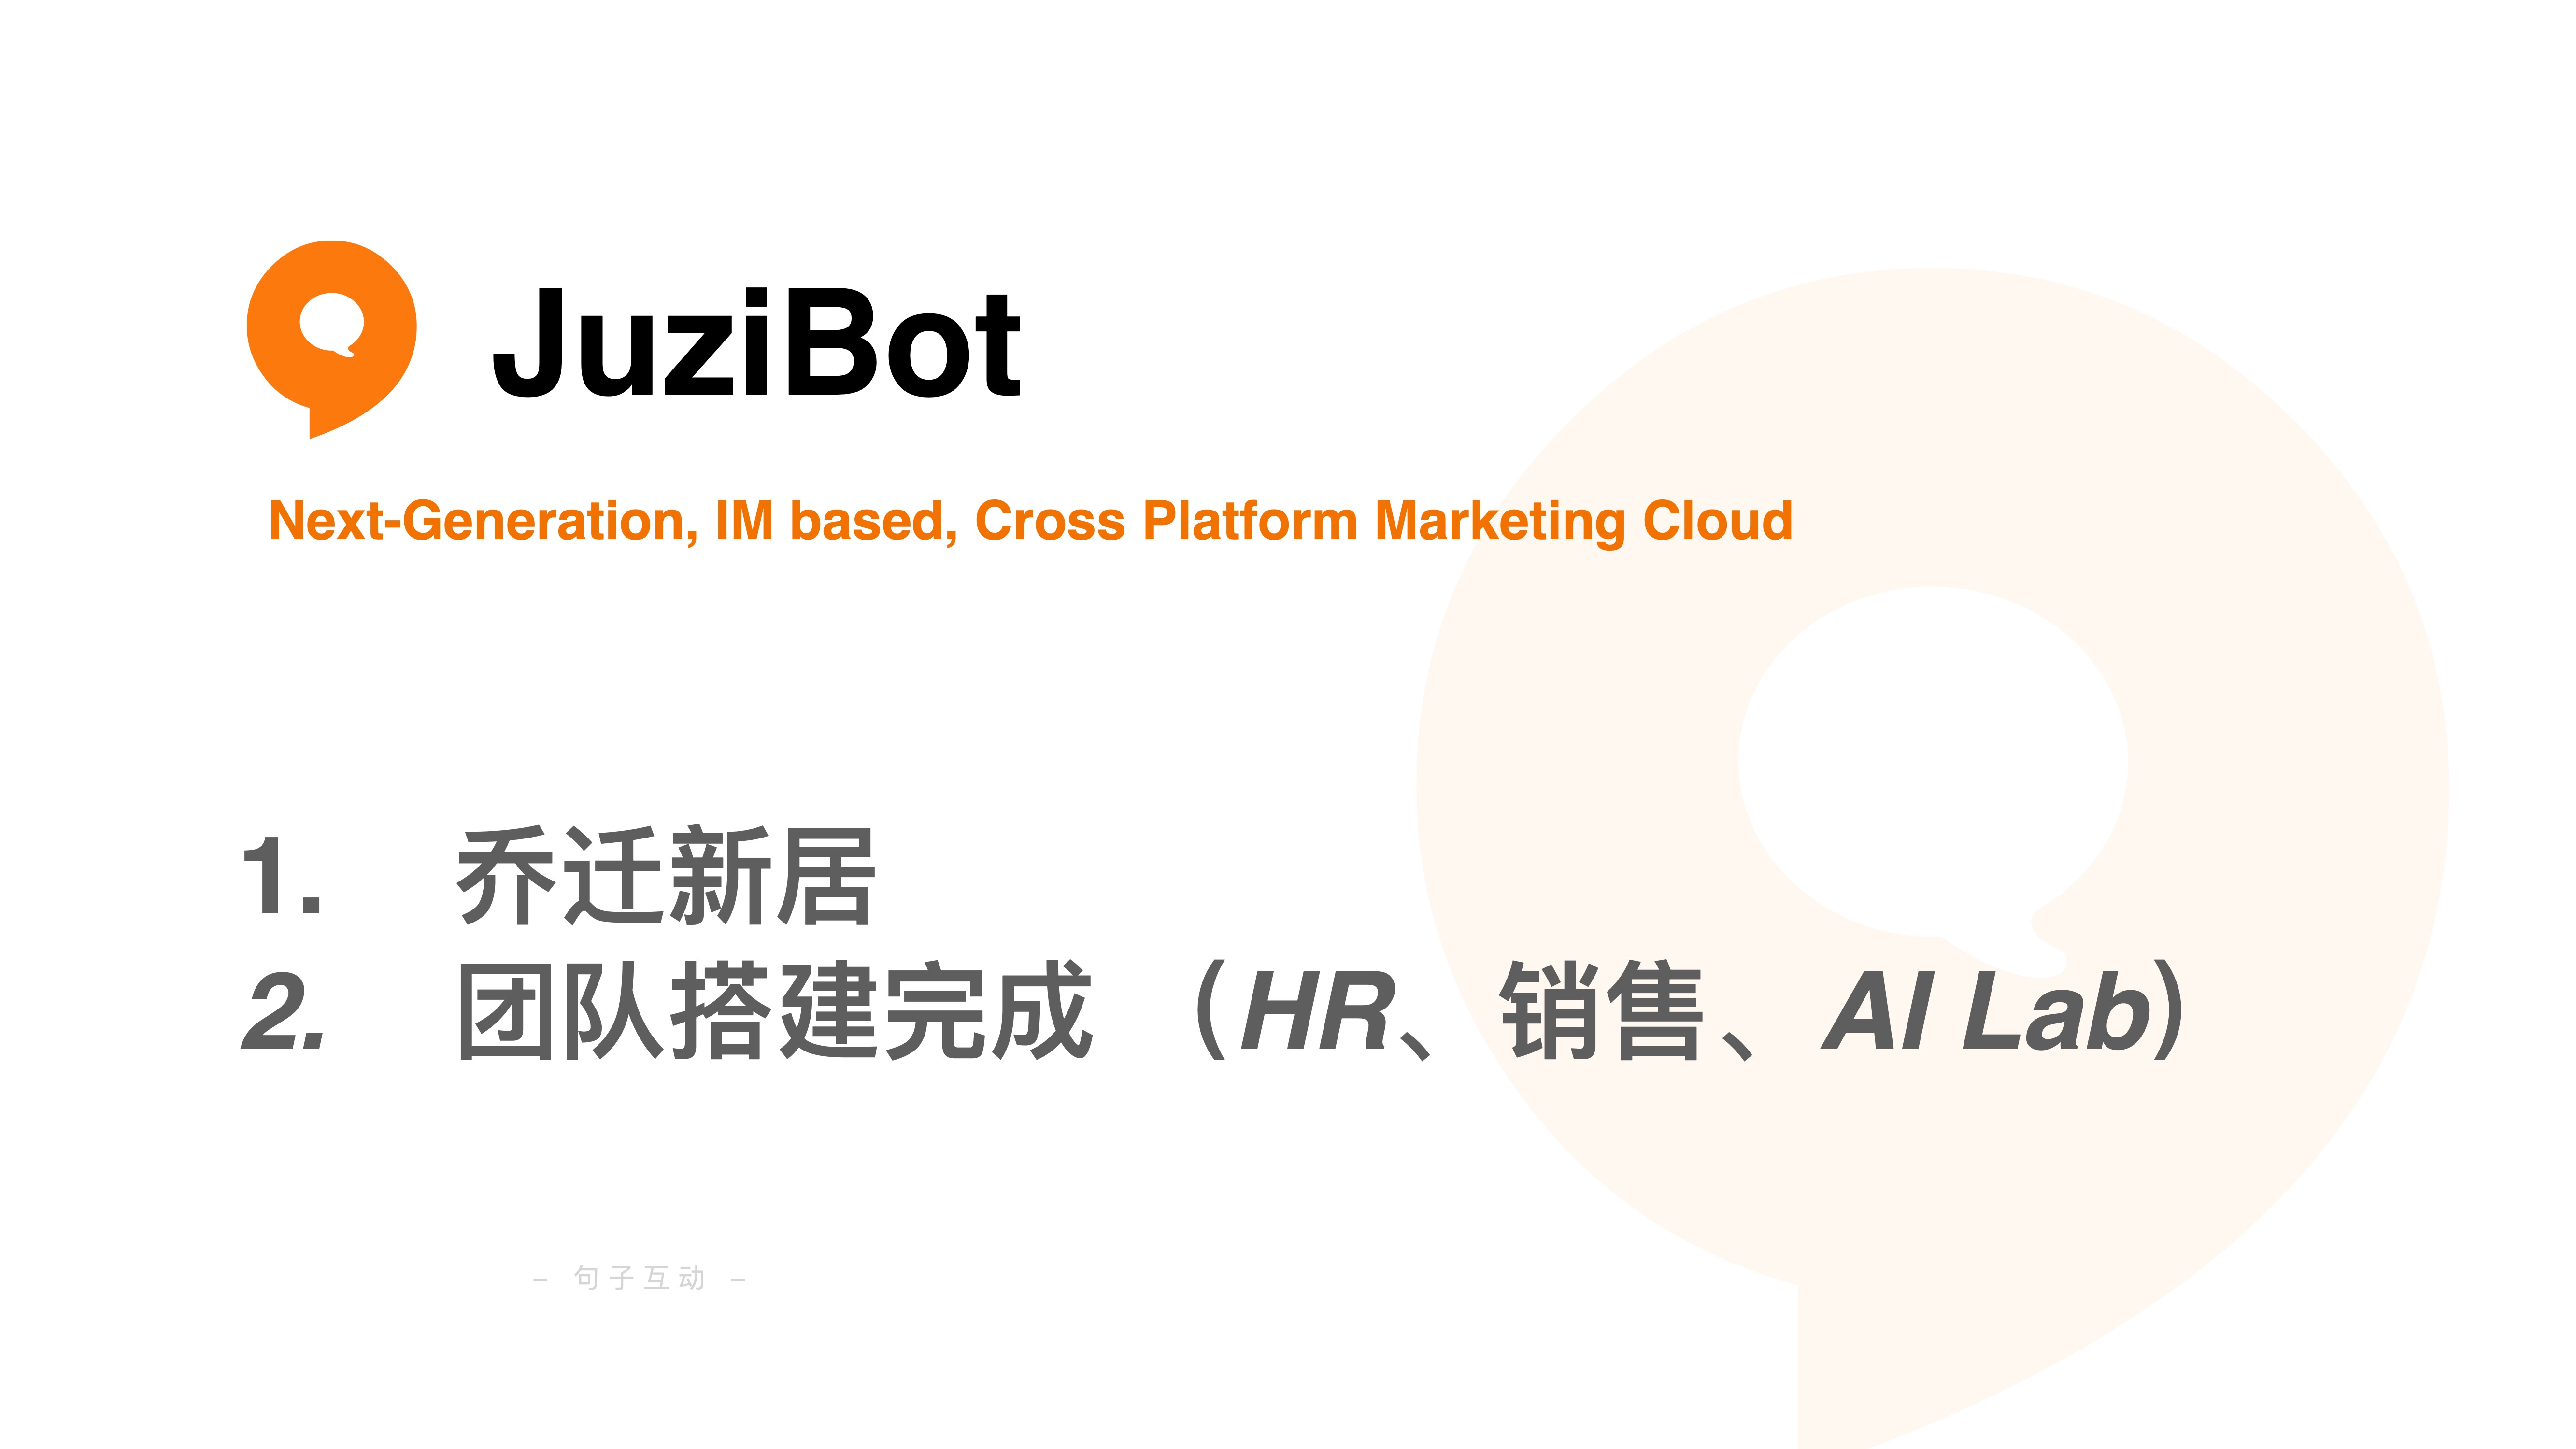 JuziBot
Next-Generation, IM based, Cross Platform Marketing Cloud
1. 乔迁新居
2. 团队搭建完成 （HR、销售、AI Lab)
– 句子互动 –